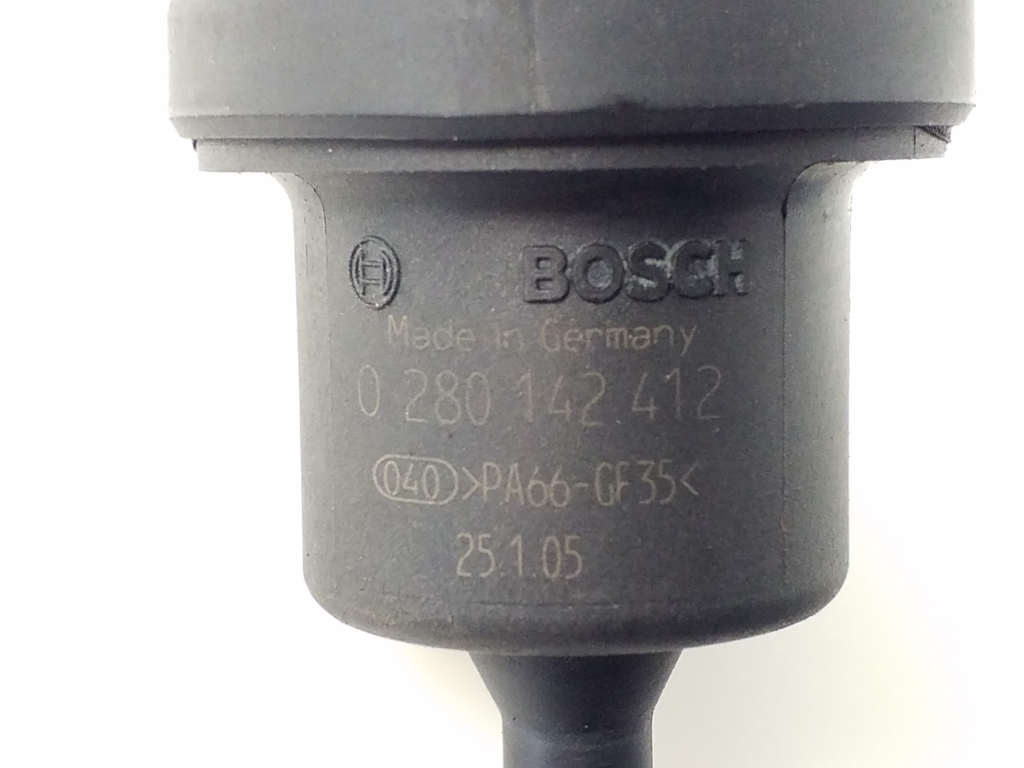 BOSCH
Made in Germany
0 280 142 412
040 >PA66-GF35<
25.1.05